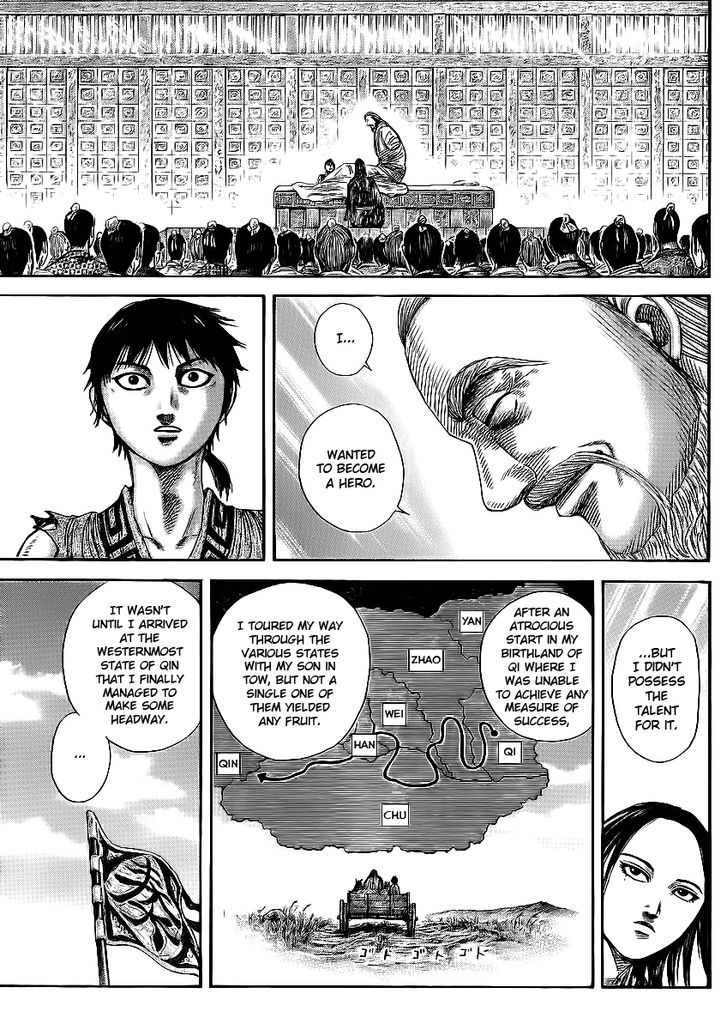 I...
WANTED
TO BECOME
A HERO.
...BUT
I DIDN'T
POSSESS
THE
TALENT
FOR IT.
AFTER AN
ATROCIOUS
START IN MY
BIRTHLAND OF
QI WHERE I
WAS UNABLE
TO ACHIEVE ANY
MEASURE OF
SUCCESS,
I TOURED MY WAY
THROUGH THE
VARIOUS STATES
WITH MY SON IN
TOW, BUT NOT A
SINGLE ONE OF
THEM YIELDED
ANY FRUIT.
YAN
ZHAO
WEI
HAN
QI
QIN
CHU
ゴトーゴトゴト
IT WASN'T
UNTIL I ARRIVED
AT THE
WESTERNMOST
STATE OF QIN
THAT I FINALLY
MANAGED TO
MAKE SOME
HEADWAY.
...